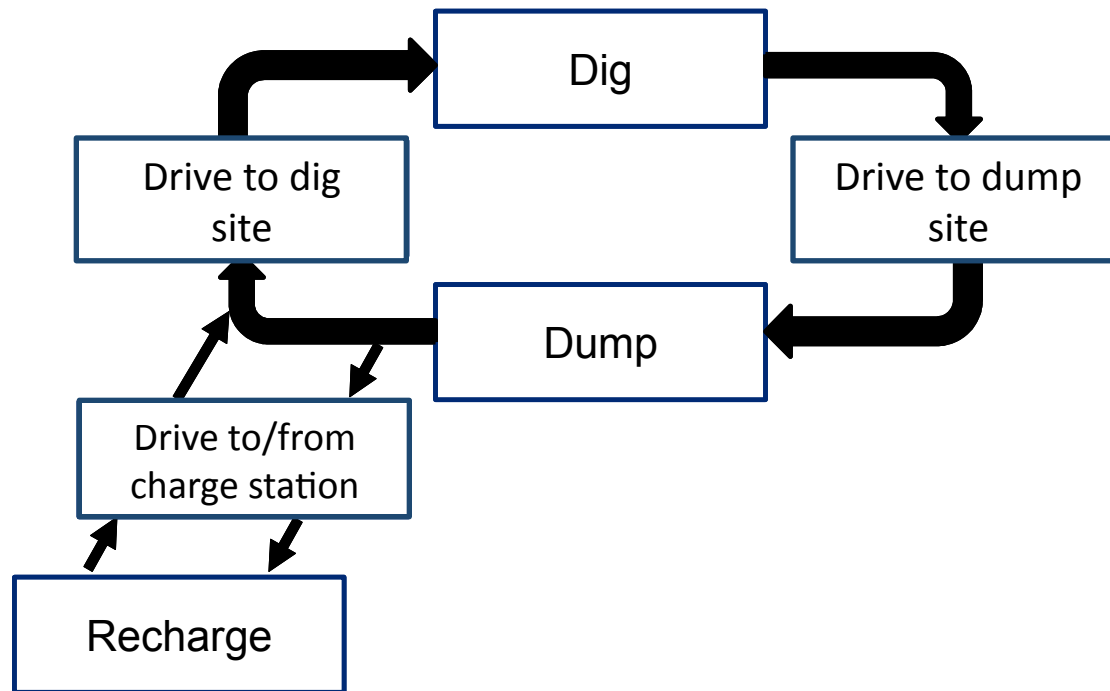 Dig
Drive to dig
site
Drive to dump
site
Dump
Drive to/from
charge station
Recharge